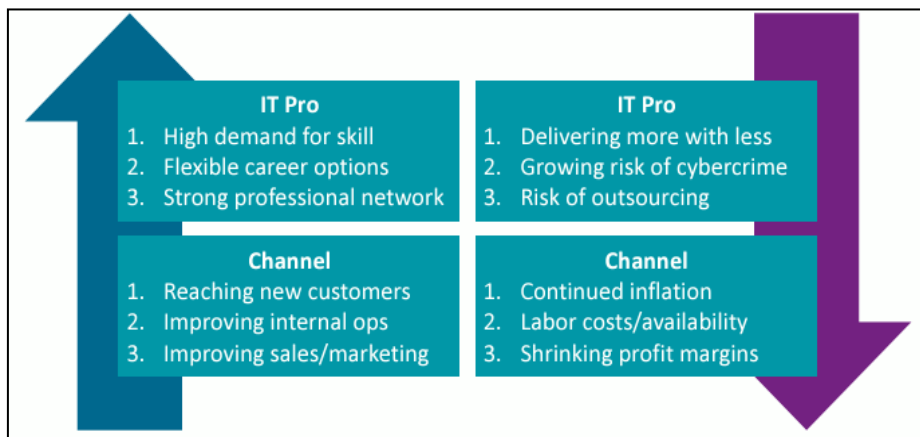 IT Pro
1. High demand for skill
2. Flexible career options
3. Strong professional network
IT Pro
1. Delivering more with less
2. Growing risk of cybercrime
3. Risk of outsourcing
Channel
1. Reaching new customers
2. Improving internal ops
3. Improving sales/marketing
Channel
1. Continued inflation
2. Labor costs/availability
3. Shrinking profit margins